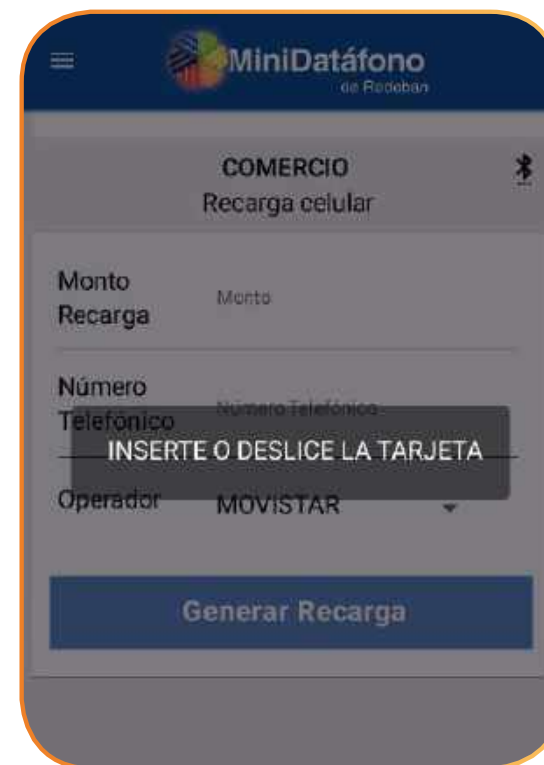 MiniDatáfono
de Redeban
COMERCIO
Recarga celular
Monto
Recarga
Monto
Número
Telefónico
Número Telefónico
INSERTE O DESLICE LA TARJETA
Operador
MOVISTAR
Generar Recarga